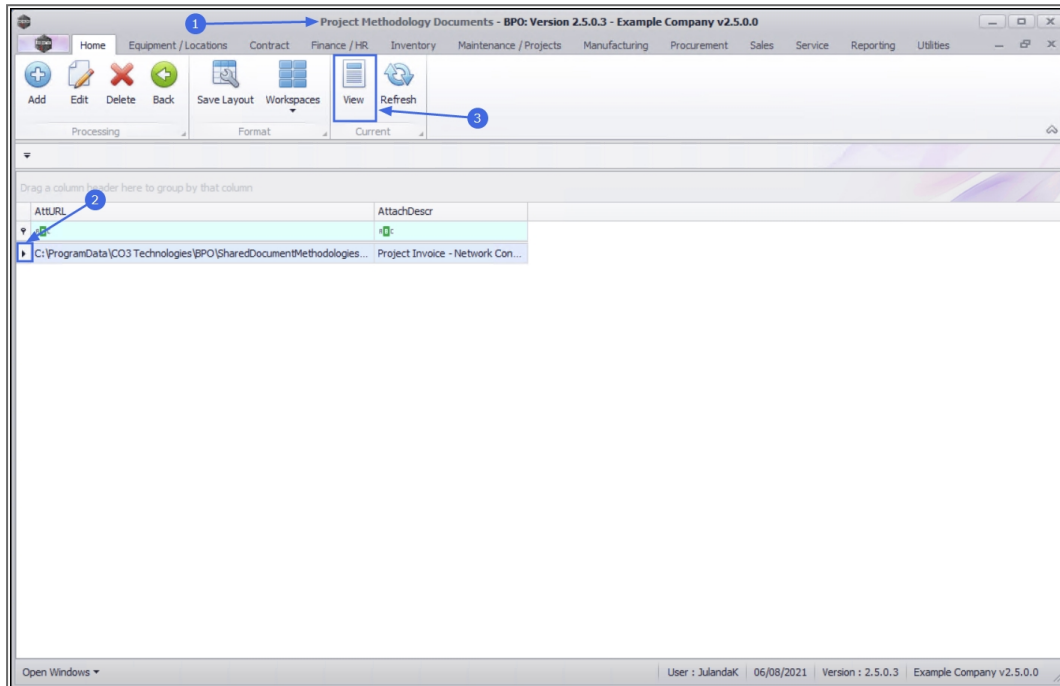 1
Project Methodology Documents - BPO: Version 2.5.0.3 - Example Company v2.5.0.0
Home Equipment / Locations Contract Finance / HR Inventory Maintenance / Projects Manufacturing Procurement Sales Service Reporting Utilities
Add Edit Delete Back Save Layout Workspaces View Refresh
3
Processing Format Current
Drag a column header here to group by that column
2
AttURL AttachDescr
C:\ProgramData\CO3 Technologies\BPO\SharedDocumentMethodologies... Project Invoice - Network Con...
Open Windows User : JulandaK 06/08/2021 Version : 2.5.0.3 Example Company v2.5.0.0